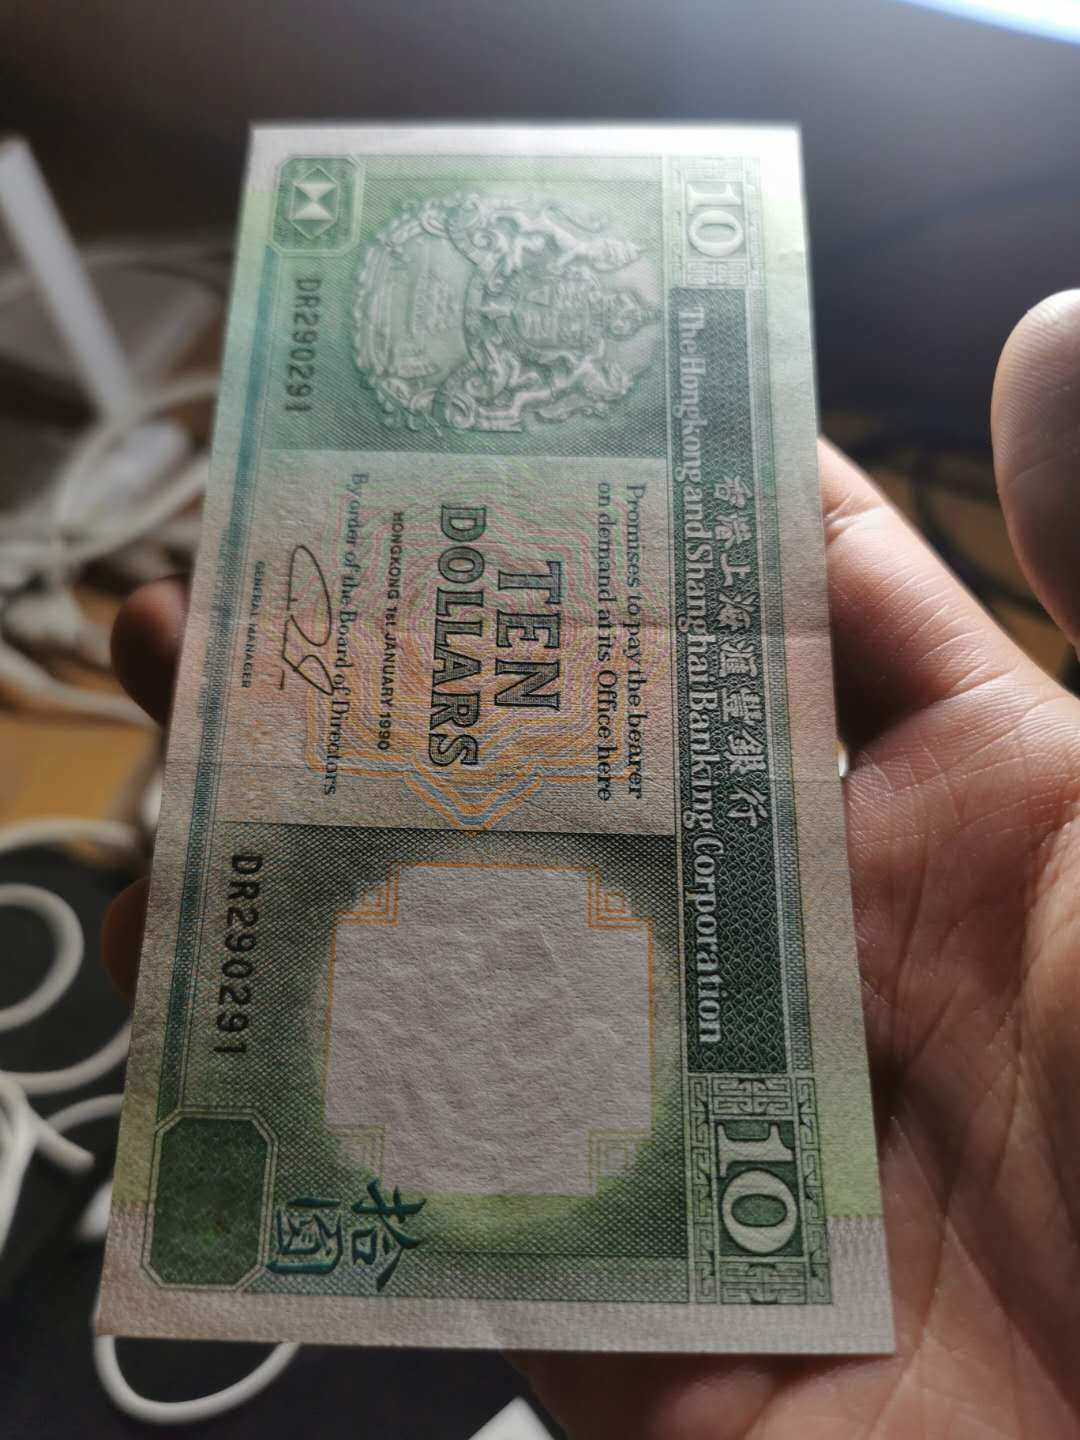 10
香港上海滙豐銀行
The Hongkong and Shanghai Banking Corporation
10
Promises to pay the bearer
on demand at its Office here
TEN
DOLLARS
HONGKONG 1st JANUARY 1990
By order of the Board of Directors
GENERAL MANAGER
DR290291
DR290291
拾圓